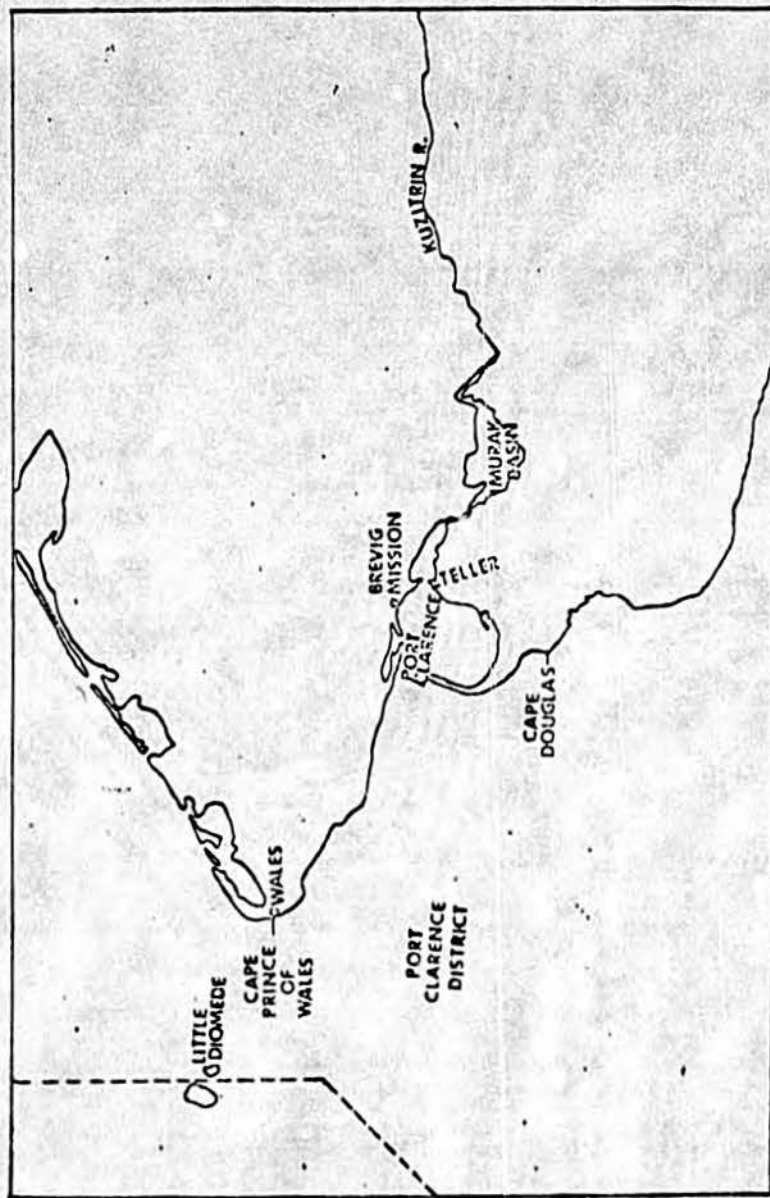 LITTLE
DIOMEDE
CAPE
PRINCE
OF
WALES
WALES
BREVIG
MISSION
PORT
CLARENCE
TELLER
KUZITRIN R.
MURAK
BASIN
PORT
CLARENCE
DISTRICT
CAPE
DOUGLAS